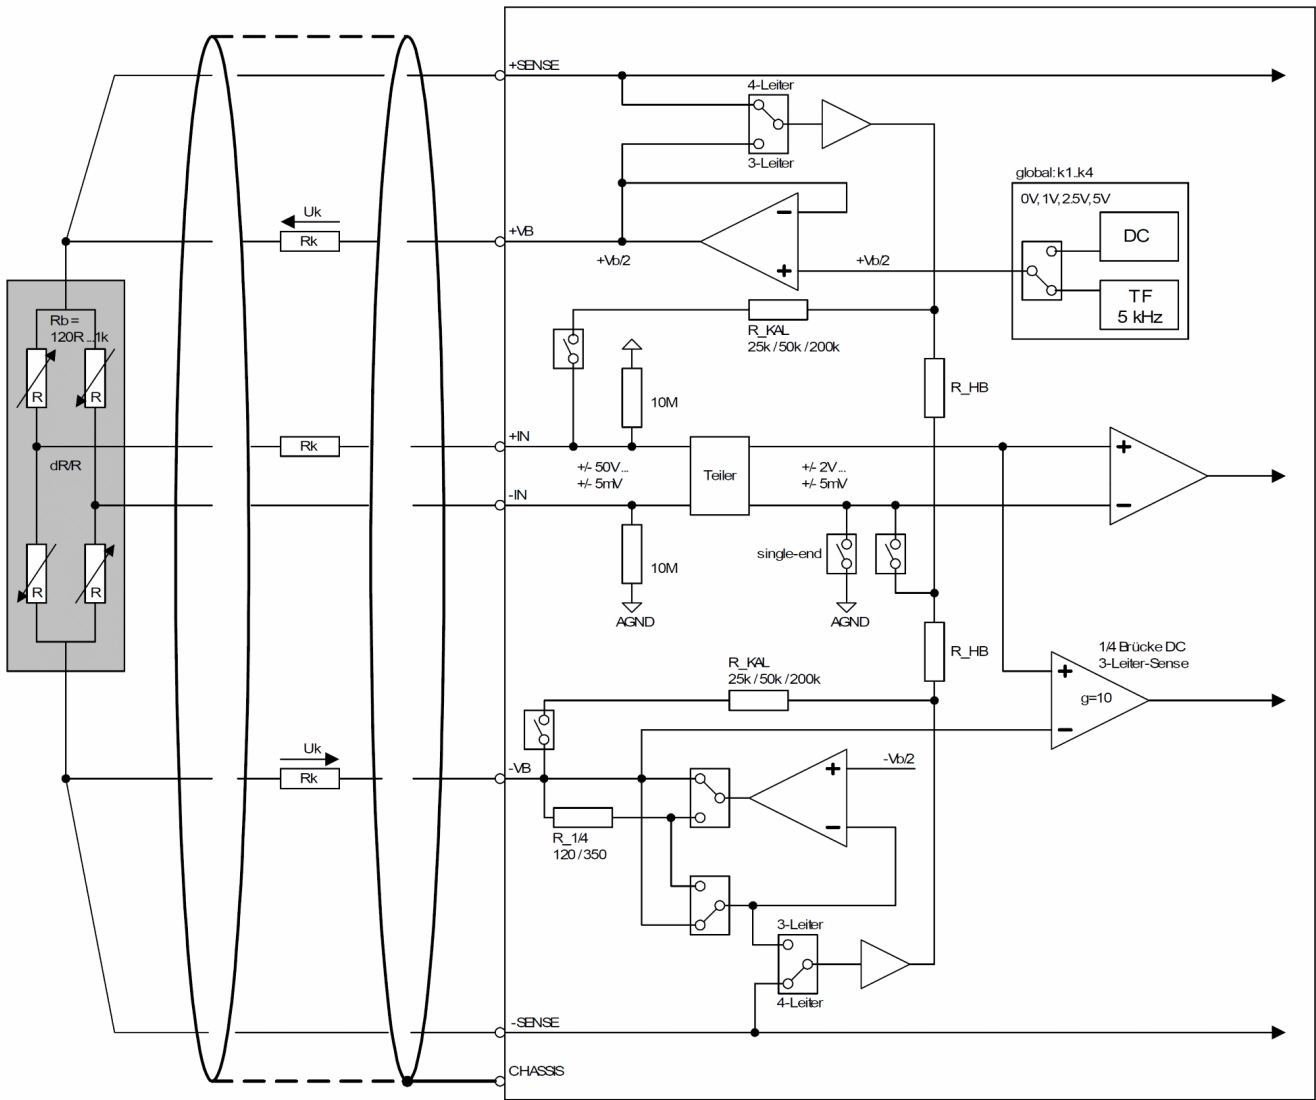 +SENSE
4-Leiter
3-Leiter
global: k1..k4
0V, 1V, 2.5V, 5V
DC
TF
5 kHz
Uk
Rk
+VB
+Vb/2
+Vb/2
Rb =
120R ...1k
R_KAL
25k / 50k / 200k
R
R
R_HB
10M
Rk
+IN
dR/R
+/- 50V...
+/- 5mV
Teiler
+/- 2V...
+/- 5mV
-IN
single-end
10M
R
R
AGND
AGND
R_HB
1/4 Brücke DC
3-Leiter-Sense
R_KAL
25k / 50k / 200k
g=10
Uk
Rk
-VB
-Vb/2
R_1/4
120 / 350
3-Leiter
4-Leiter
-SENSE
CHASSIS